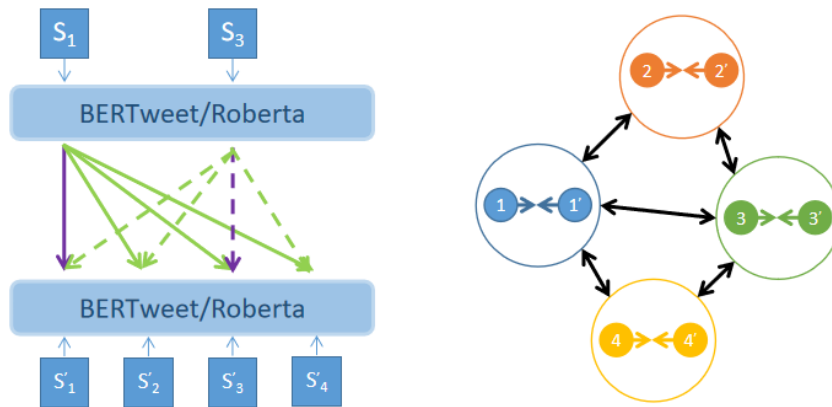 S₁ S₃
BERTweet/Roberta
BERTweet/Roberta
S'₁ S'₂ S'₃ S'₄
2 2'
1 1'
3 3'
4 4'